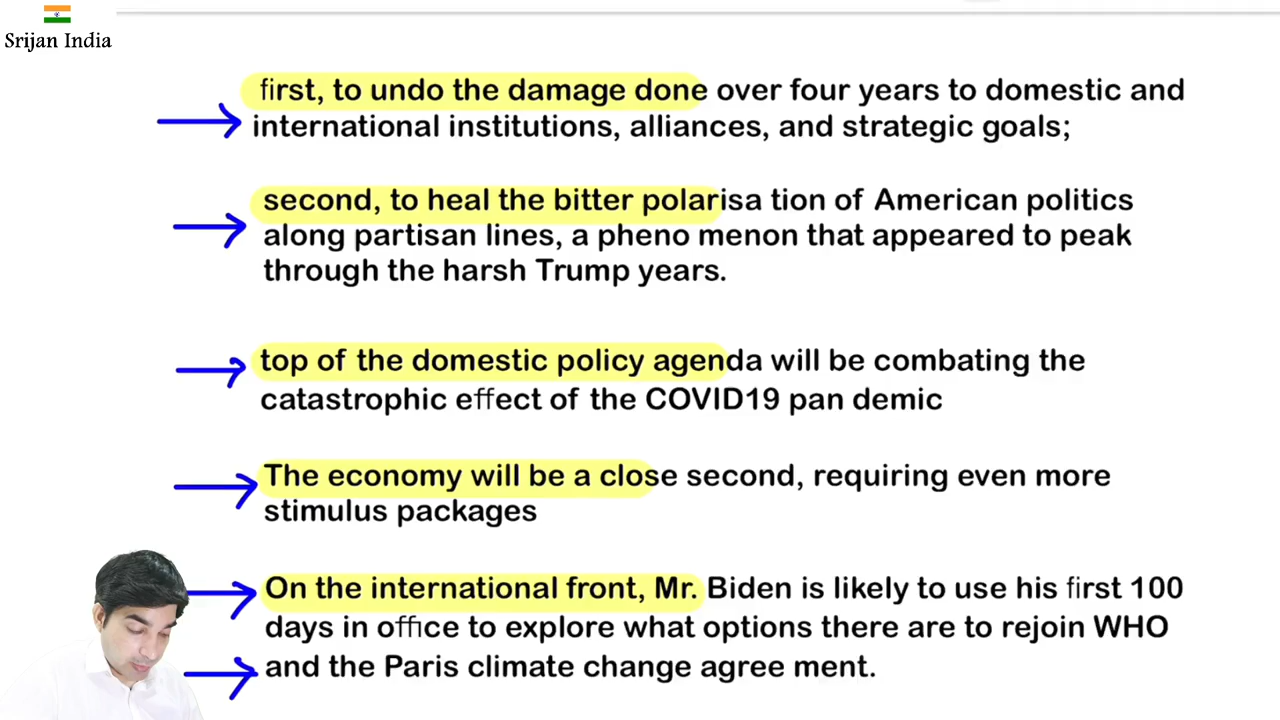 Srijan India
first, to undo the damage done over four years to domestic and
international institutions, alliances, and strategic goals;
second, to heal the bitter polarisa tion of American politics
along partisan lines, a pheno menon that appeared to peak
through the harsh Trump years.
top of the domestic policy agenda will be combating the
catastrophic effect of the COVID19 pan demic
The economy will be a close second, requiring even more
stimulus packages
On the international front, Mr. Biden is likely to use his first 100
days in office to explore what options there are to rejoin WHO
and the Paris climate change agree ment.